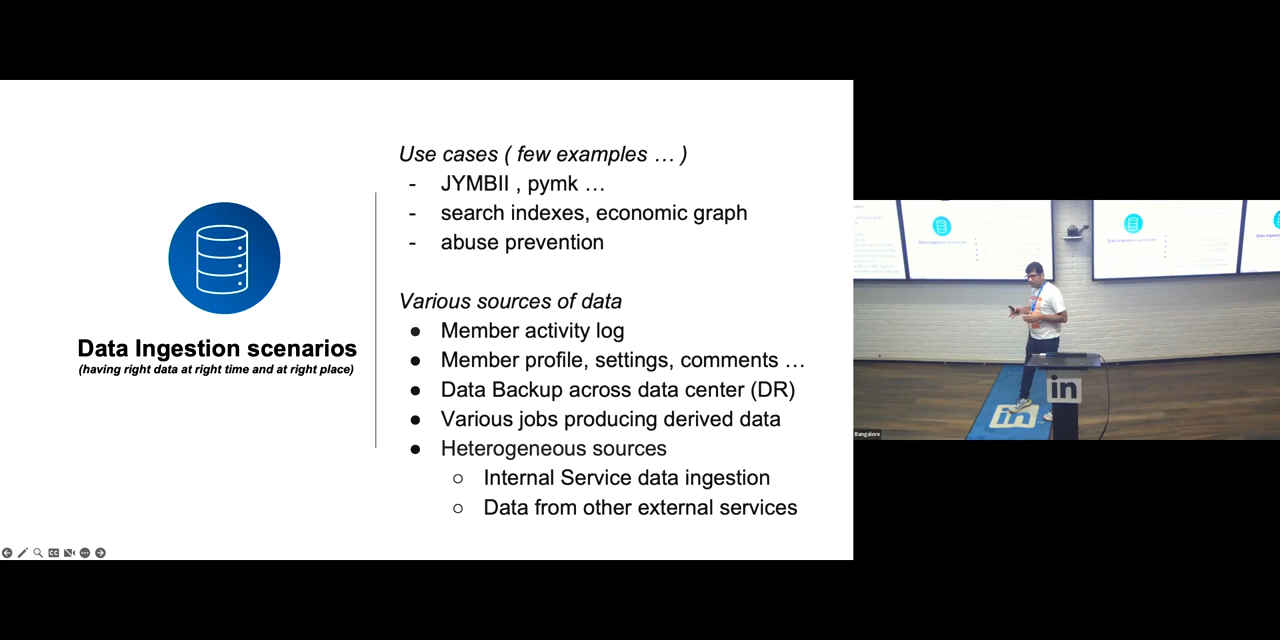 Use cases ( few examples … )
- JYMBII , pymk …
- search indexes, economic graph
- abuse prevention
Data Ingestion scenarios
(having right data at right time and at right place)
Various sources of data
● Member activity log
● Member profile, settings, comments …
● Data Backup across data center (DR)
● Various jobs producing derived data
● Heterogeneous sources
○ Internal Service data ingestion
○ Data from other external services
in
in
Bangalore